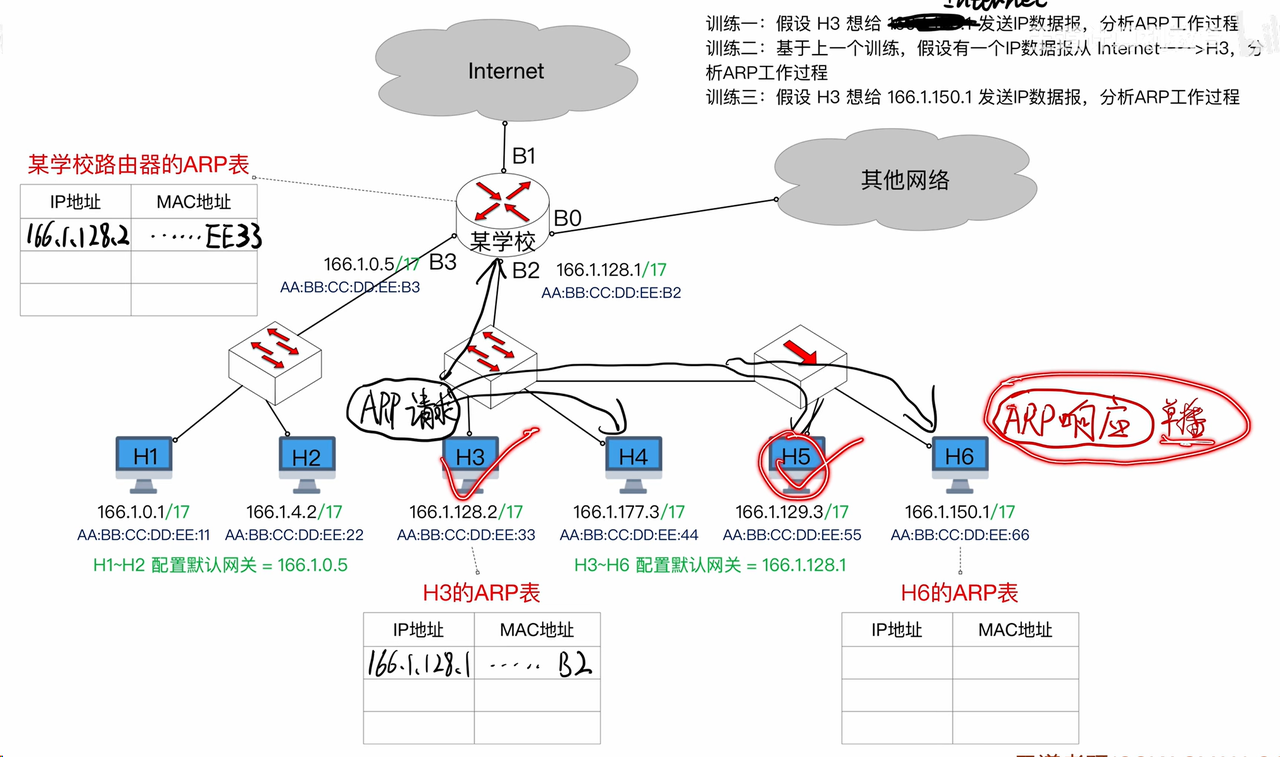 Internet
训练一：假设 H3 想给 发送IP数据报，分析ARP工作过程
训练二：基于上一个训练，假设有一个IP数据报从 Internet--->H3，分
析ARP工作过程
训练三：假设 H3 想给 166.1.150.1 发送IP数据报，分析ARP工作过程
Internet
其他网络
某学校路由器的ARP表
IP地址 MAC地址
166.1.128.2 ......EE33
B1
B0
某学校
B3
B2
166.1.0.5/17
AA:BB:CC:DD:EE:B3
166.1.128.1/17
AA:BB:CC:DD:EE:B2
ARP请求
ARP响应 单播
H1
H2
H3
H4
H5
H6
166.1.0.1/17
166.1.4.2/17
166.1.128.2/17
166.1.177.3/17
166.1.129.3/17
166.1.150.1/17
AA:BB:CC:DD:EE:11
AA:BB:CC:DD:EE:22
AA:BB:CC:DD:EE:33
AA:BB:CC:DD:EE:44
AA:BB:CC:DD:EE:55
AA:BB:CC:DD:EE:66
H1~H2 配置默认网关 = 166.1.0.5
H3~H6 配置默认网关 = 166.1.128.1
H3的ARP表
IP地址 MAC地址
166.1.128.1 ..... B2
H6的ARP表
IP地址 MAC地址